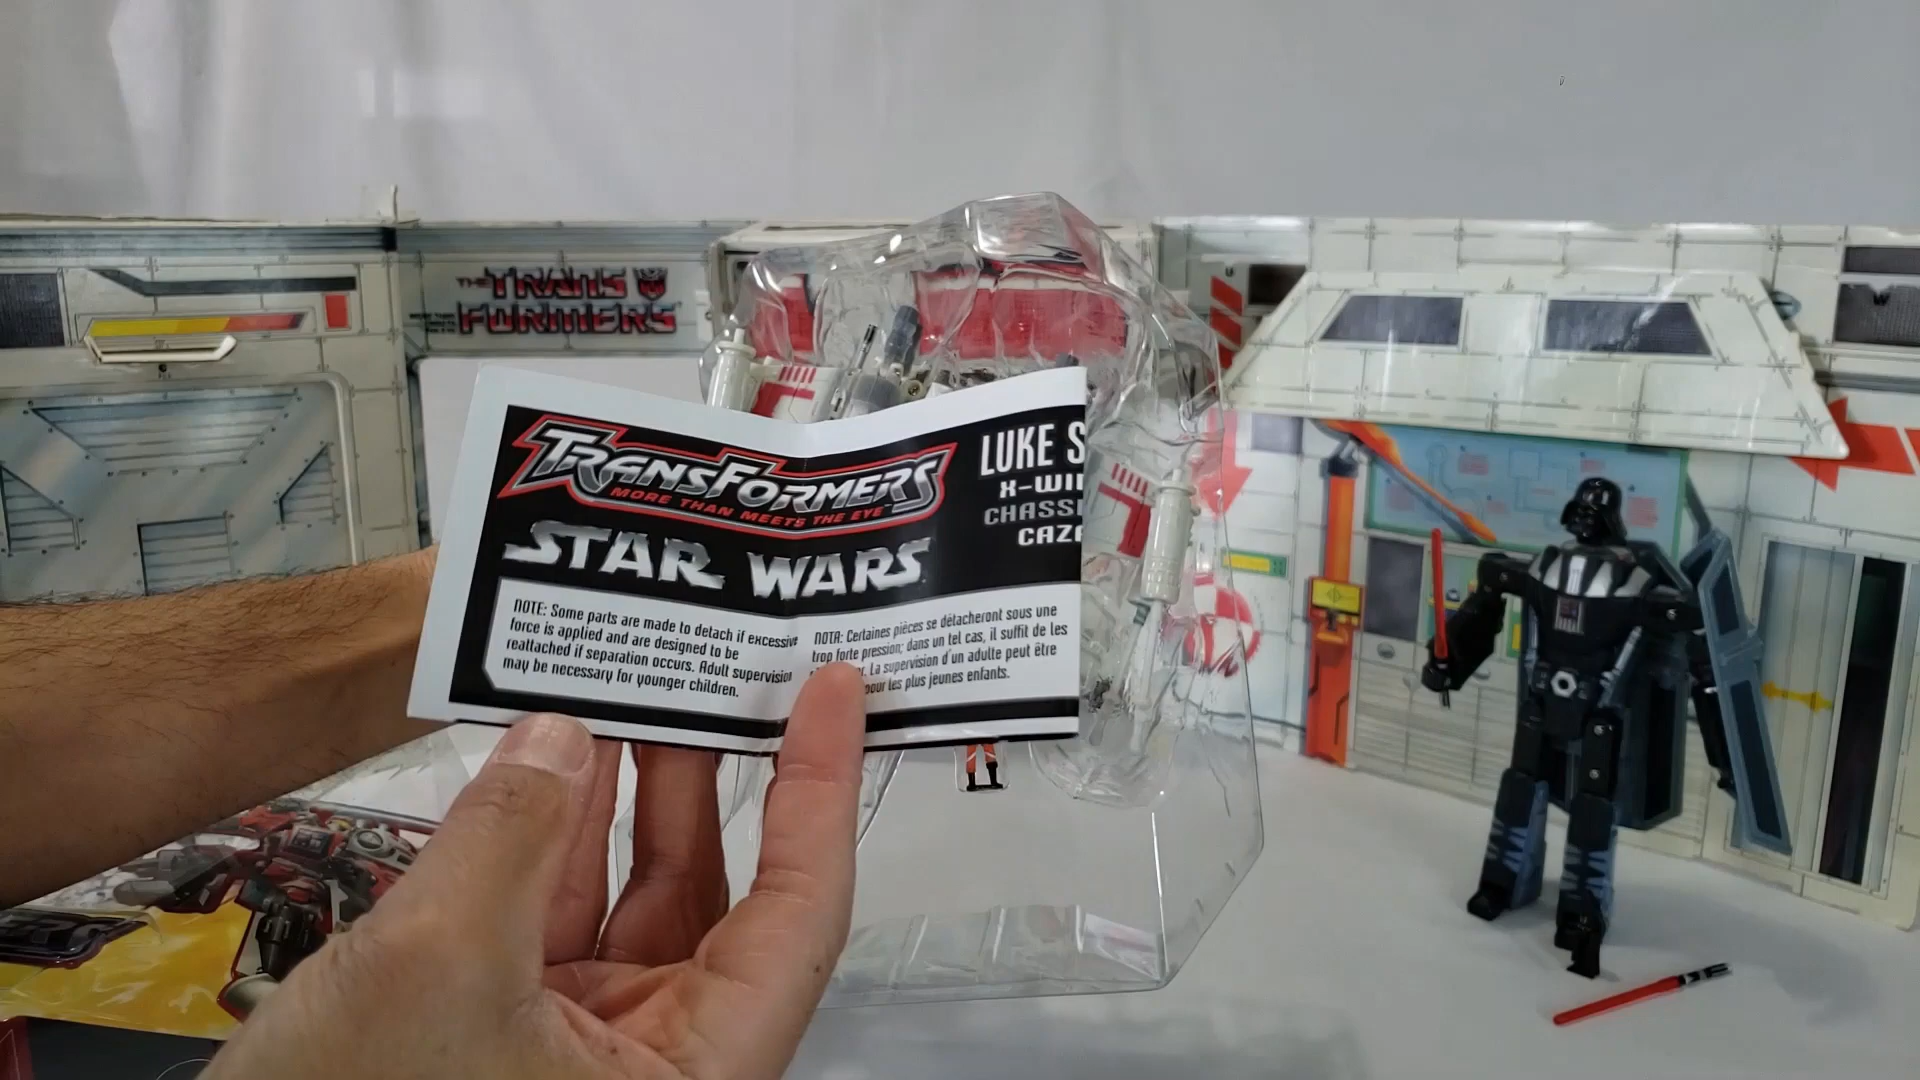 THE TRANSFORMERS
TRANSFORMERS
MORE THAN MEETS THE EYE
STAR WARS
LUKE S
X-WI
CHASS
CAZA
NOTE: Some parts are made to detach if excessive
force is applied and are designed to be
reattached if separation occurs. Adult supervision
may be necessary for younger children.
NOTA: Certaines pièces se détacheront sous une
trop forte pression; dans un tel cas, il suffit de les
La supervision d'un adulte peut être
pour les plus jeunes enfants.